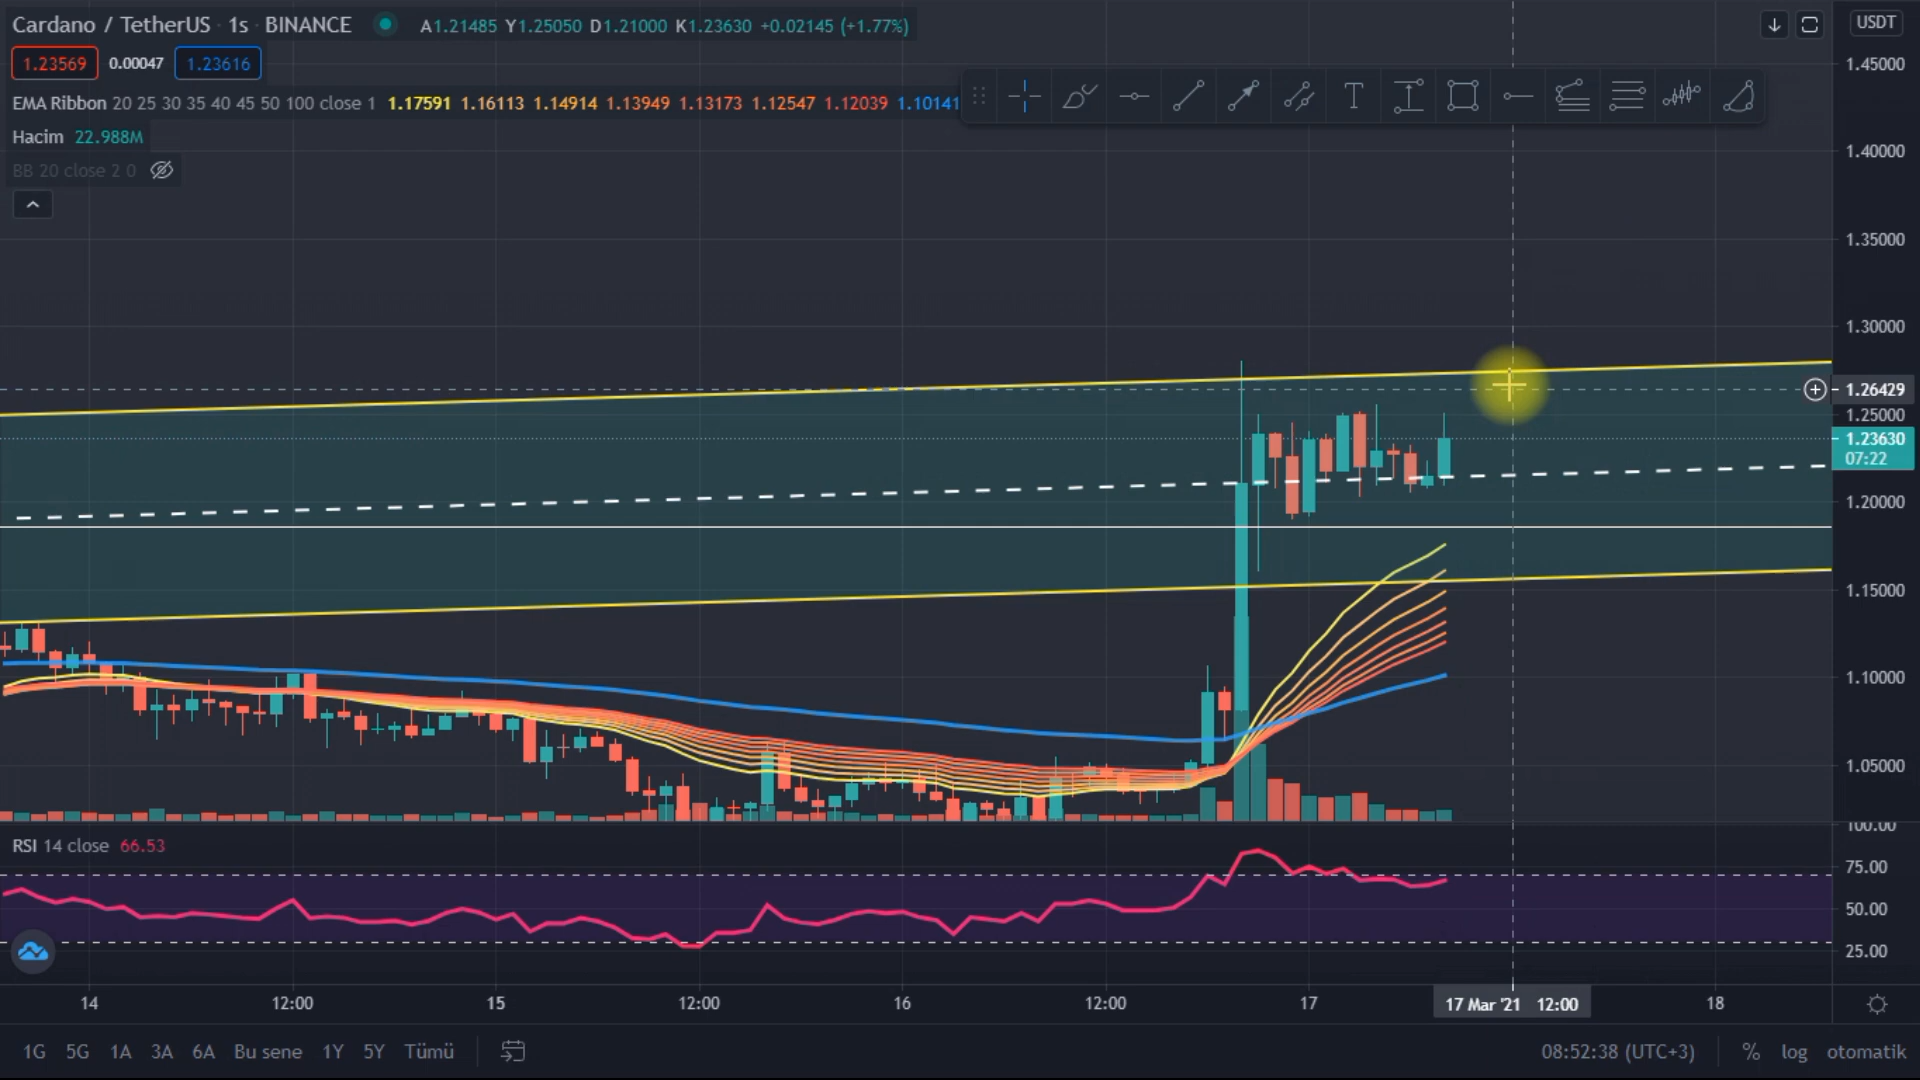 Cardano / TetherUS · 1s · BINANCE A1.21485 Y1.25050 D1.21000 K1.23630 +0.02145 (+1.77%)
1.23569 0.00047 1.23616
EMA Ribbon 20 25 30 35 40 45 50 100 close 1 1.17591 1.16113 1.14914 1.13949 1.13173 1.12547 1.12039 1.10141
Hacim 22.988M
BB 20 close 2 0
T
USDT
1.45000
1.40000
1.35000
1.30000
1.26429
1.25000
1.23630
07:22
1.20000
1.15000
1.10000
1.05000
RSI 14 close 66.53
100.00
75.00
50.00
25.00
14 12:00 15 12:00 16 12:00 17 17 Mar '21 12:00 18
1G 5G 1A 3A 6A Bu sene 1Y 5Y Tümü 08:52:38 (UTC+3) % log otomatik